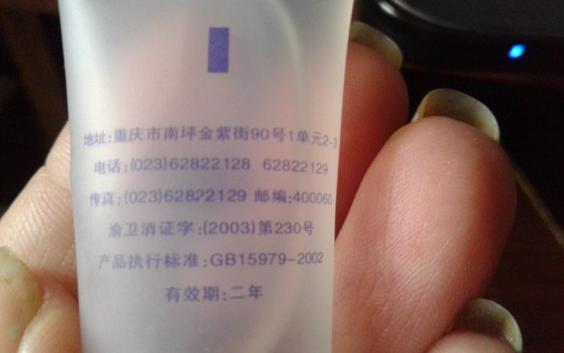 地址:重庆市南坪金紫街90号1单元2-3
电话:(023)62822128 62822129
传真:(023)62822129 邮编:400060
渝卫消证字:(2003)第230号
产品执行标准:GB15979-2002
有效期:二年